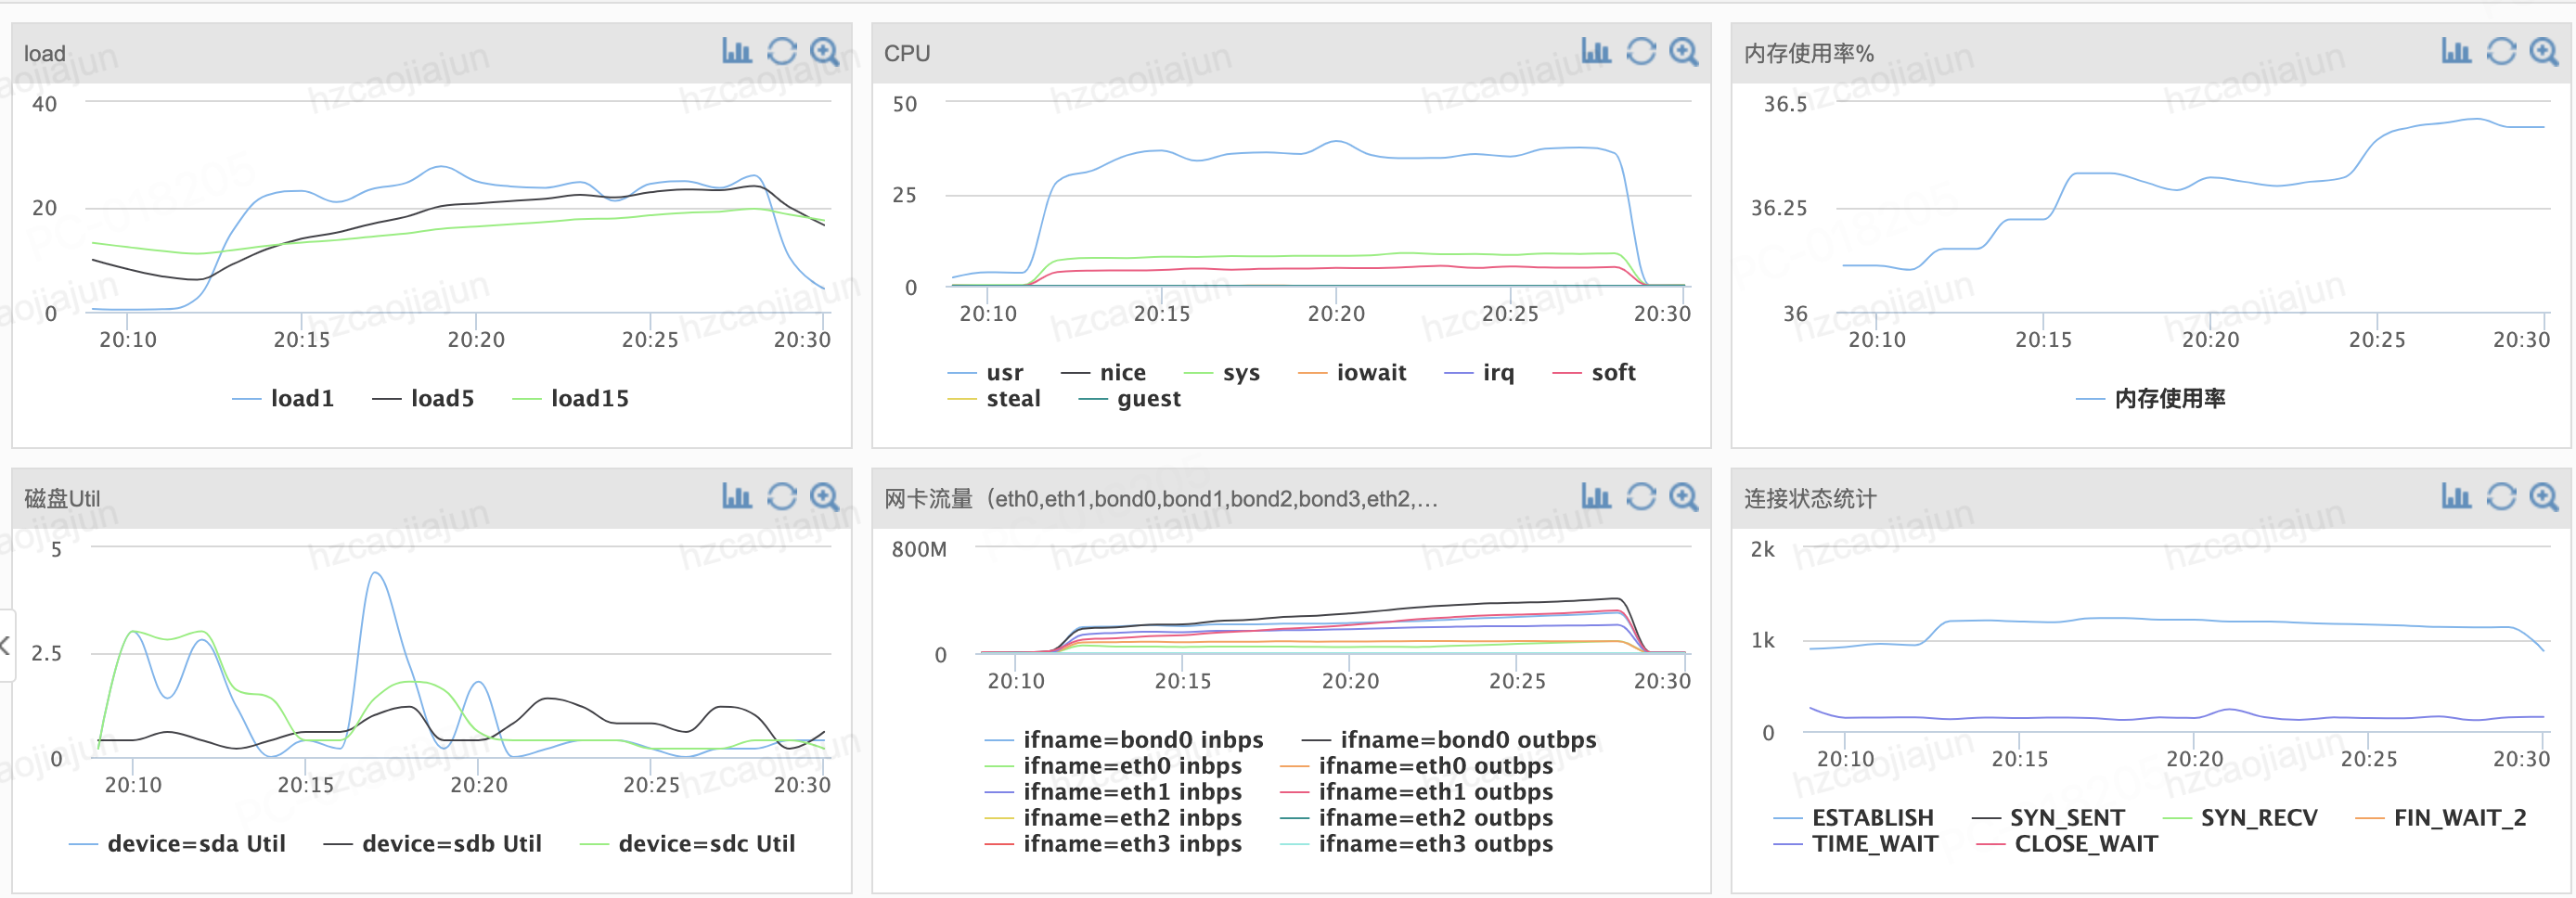 load
40
20
0
20:10 20:15 20:20 20:25 20:30
load1 load5 load15
CPU
50
25
0
20:10 20:15 20:20 20:25 20:30
usr nice sys iowait irq soft
steal guest
内存使用率%
36.5
36.25
36
20:10 20:15 20:20 20:25 20:30
内存使用率
磁盘Util
5
2.5
0
20:10 20:15 20:20 20:25 20:30
device=sda Util device=sdb Util device=sdc Util
网卡流量（eth0,eth1,bond0,bond1,bond2,bond3,eth2,...
800M
0
20:10 20:15 20:20 20:25 20:30
ifname=bond0 inbps ifname=bond0 outbps
ifname=eth0 inbps ifname=eth0 outbps
ifname=eth1 inbps ifname=eth1 outbps
ifname=eth2 inbps ifname=eth2 outbps
ifname=eth3 inbps ifname=eth3 outbps
连接状态统计
2k
1k
0
20:10 20:15 20:20 20:25 20:30
ESTABLISH SYN_SENT SYN_RECV FIN_WAIT_2
TIME_WAIT CLOSE_WAIT
hzcaojiajun
PC-018205